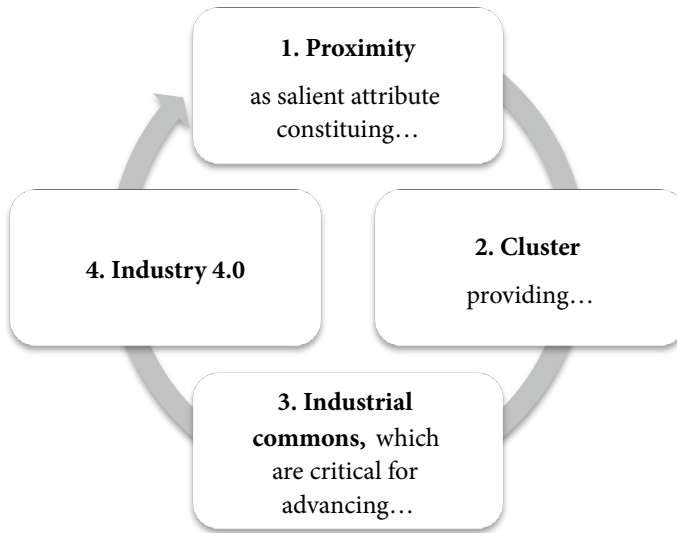 1. Proximity
as salient attribute
constituing…
2. Cluster
providing…
3. Industrial
commons, which
are critical for
advancing…
4. Industry 4.0